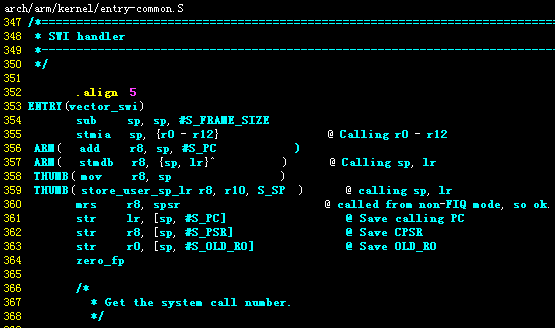 arch/arm/kernel/entry-common.S
347 /*=============================================================================
348  * SWI handler
349  *-----------------------------------------------------------------------------
350  */
351
352         .align  5
353 ENTRY(vector_swi)
354         sub     sp, sp, #S_FRAME_SIZE
355         stmia   sp, {r0 - r12}                  @ Calling r0 - r12
356  ARM(   add     r8, sp, #S_PC           )
357  ARM(   stmdb   r8, {sp, lr}^           )       @ Calling sp, lr
358  THUMB( mov     r8, sp                  )
359  THUMB( store_user_sp_lr r8, r10, S_SP  )       @ calling sp, lr
360         mrs     r8, spsr                        @ called from non-FIQ mode, so ok.
361         str     lr, [sp, #S_PC]                 @ Save calling PC
362         str     r8, [sp, #S_PSR]                @ Save CPSR
363         str     r0, [sp, #S_OLD_R0]             @ Save OLD_R0
364         zero_fp
365
366         /*
367          * Get the system call number.
368          */